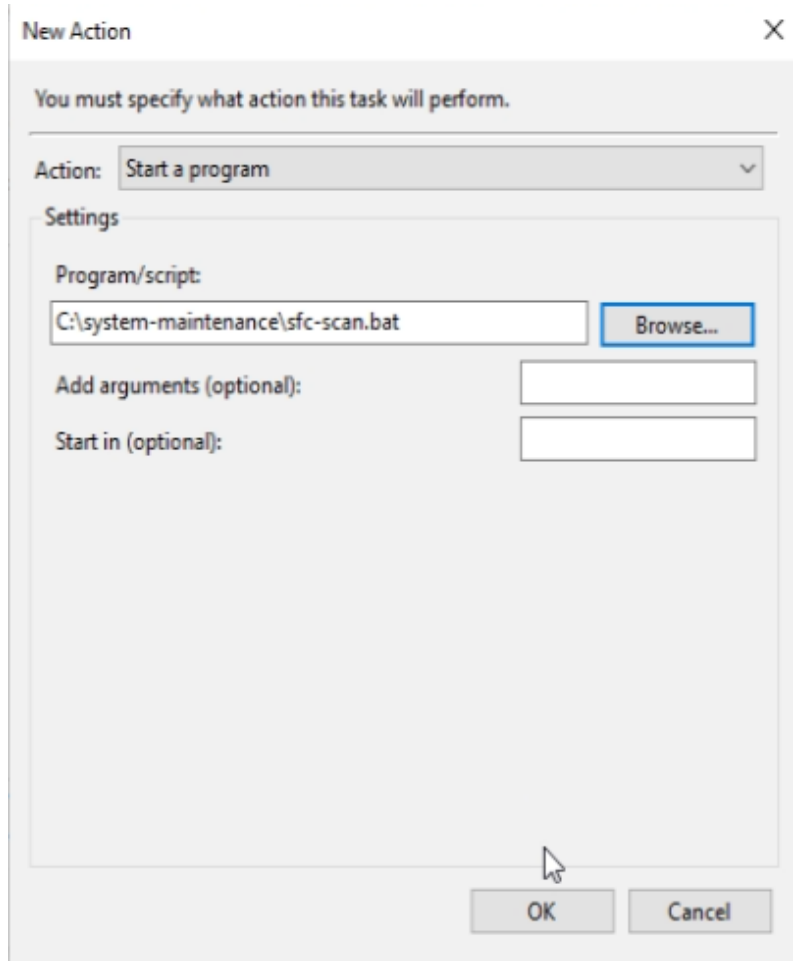 New Action
You must specify what action this task will perform.
Action: Start a program
Settings
Program/script:
C:\system-maintenance\sfc-scan.bat Browse...
Add arguments (optional):
Start in (optional):
OK Cancel